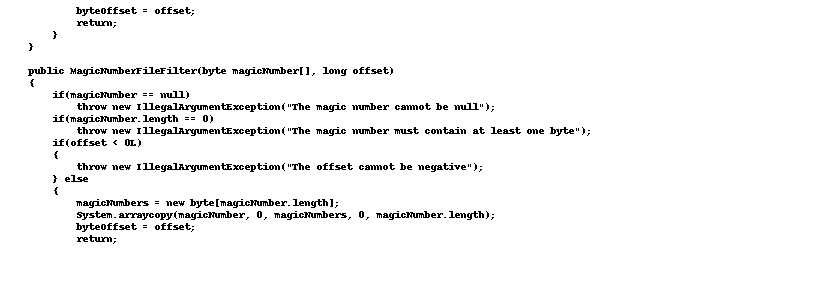 byteOffset = offset;
            return;
        }
    }

    public MagicNumberFileFilter(byte magicNumber[], long offset)
    {
        if(magicNumber == null)
            throw new IllegalArgumentException("The magic number cannot be null");
        if(magicNumber.length == 0)
            throw new IllegalArgumentException("The magic number must contain at least one byte");
        if(offset < 0L)
        {
            throw new IllegalArgumentException("The offset cannot be negative");
        } else
        {
            magicNumbers = new byte[magicNumber.length];
            System.arraycopy(magicNumber, 0, magicNumbers, 0, magicNumber.length);
            byteOffset = offset;
            return;